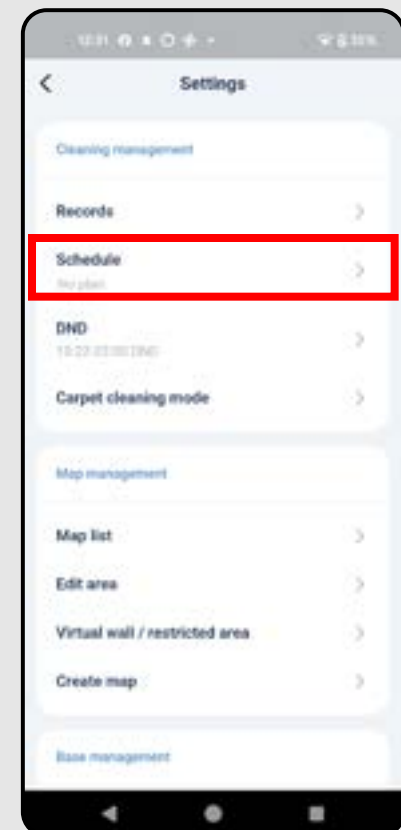 Settings
Cleaning management
Records
Schedule
No plan
DND
Carpet cleaning mode
Map management
Map list
Edit area
Virtual wall / restricted area
Create map
Base management